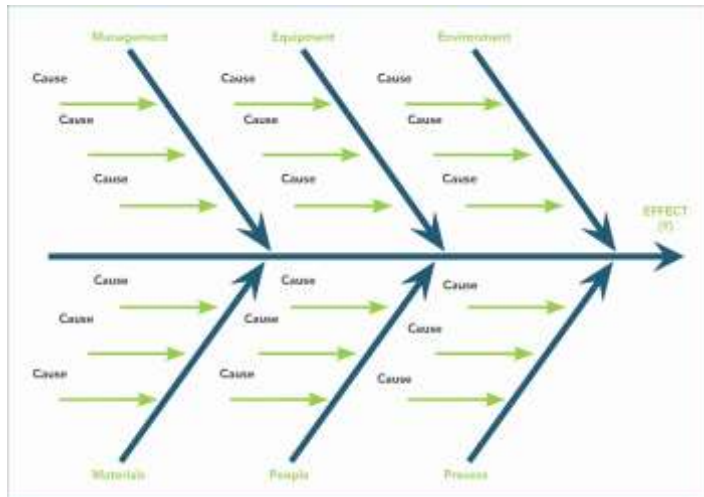 Management Equipment Environment
Cause Cause Cause
Cause Cause Cause
Cause Cause Cause
EFFECT
(Y)
Cause Cause Cause
Cause Cause Cause
Cause Cause Cause
Materials People Process